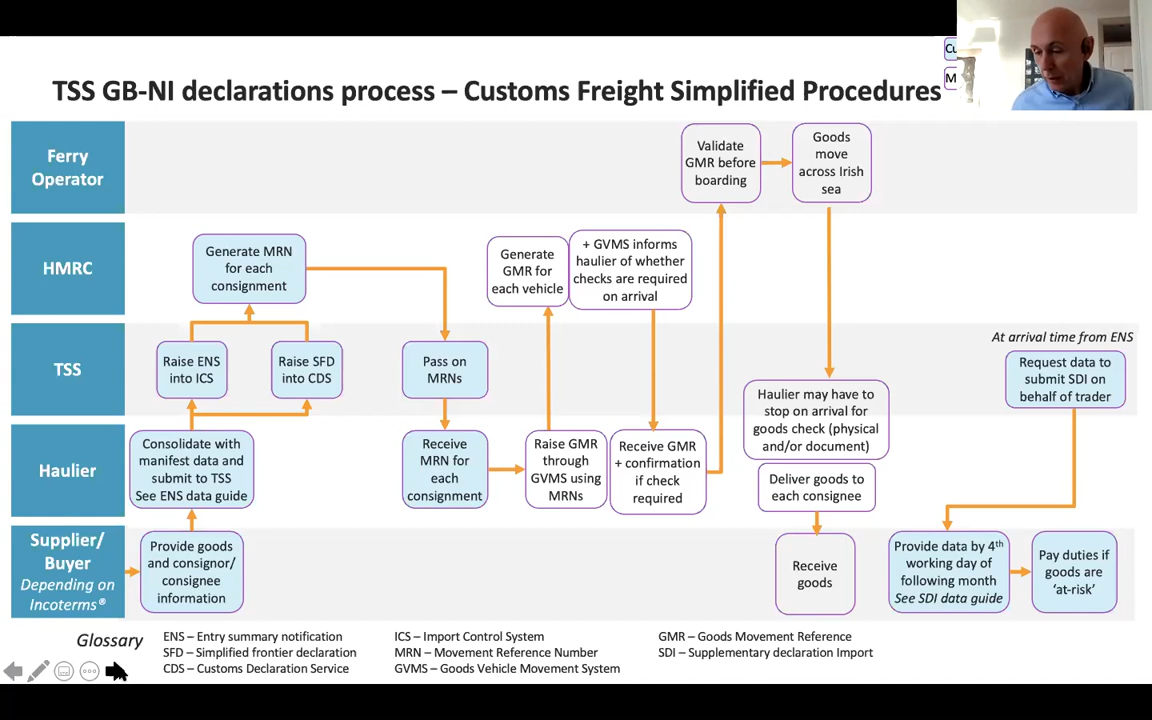 Cu
M
TSS GB-NI declarations process – Customs Freight Simplified Procedures
Ferry
Operator
Validate
GMR before
boarding
Goods
move
across Irish
sea
HMRC
Generate MRN
for each
consignment
Generate
GMR for
each vehicle
+ GVMS informs
haulier of whether
checks are required
on arrival
TSS
Raise ENS
into ICS
Raise SFD
into CDS
Pass on
MRNs
At arrival time from ENS
Request data to
submit SDI on
behalf of trader
Haulier may have to
stop on arrival for
goods check (physical
and/or document)
Haulier
Consolidate with
manifest data and
submit to TSS
See ENS data guide
Receive
MRN for
each
consignment
Raise GMR
through
GVMS using
MRNs
Receive GMR
+ confirmation
if check
required
Deliver goods to
each consignee
Supplier/
Buyer
Depending on
Incoterms®
Provide goods
and consignor/
consignee
information
Receive
goods
Provide data by 4th
working day of
following month
See SDI data guide
Pay duties if
goods are
‘at-risk’
Glossary
ENS – Entry summary notification
SFD – Simplified frontier declaration
CDS – Customs Declaration Service
ICS – Import Control System
MRN – Movement Reference Number
GVMS – Goods Vehicle Movement System
GMR – Goods Movement Reference
SDI – Supplementary declaration Import